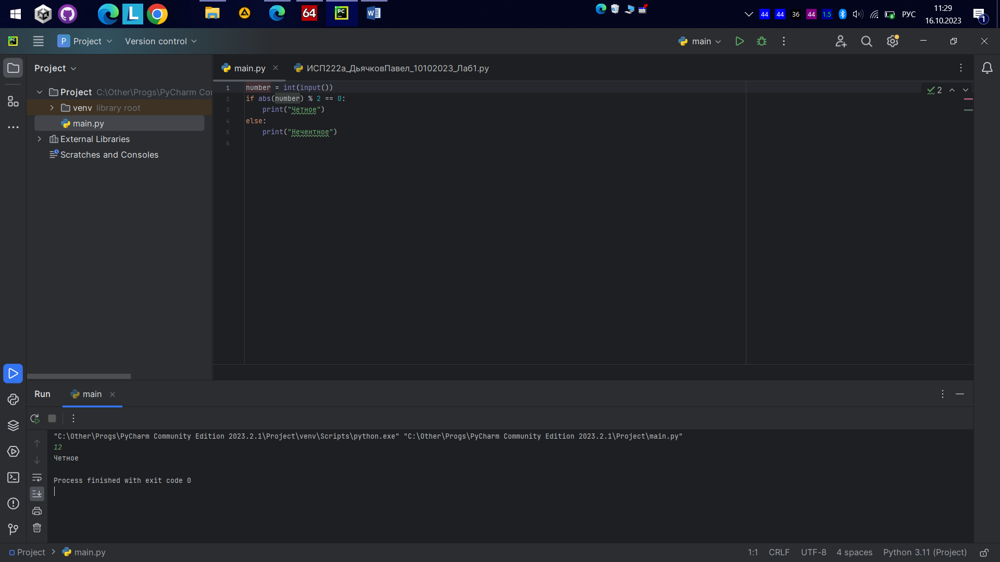 L
64
PC
W
44 44 36 44 1.5 РУС
11:29
16.10.2023
1
PC
P Project Version control
main
Project
main.py
ИСП222а_ДьячковПавел_10102023_Лаб1.py
Project C:\Other\Progs\PyCharm Co
venv library root
main.py
External Libraries
Scratches and Consoles
1 number = int(input())
2 if abs(number) % 2 == 0:
3 print("Четное")
4 else:
5 print("Нечентное")
6
2
Run main
"C:\Other\Progs\PyCharm Community Edition 2023.2.1\Project\venv\Scripts\python.exe" "C:\Other\Progs\PyCharm Community Edition 2023.2.1\Project\main.py"
12
Четное
Process finished with exit code 0
Project main.py
1:1 CRLF UTF-8 4 spaces Python 3.11 (Project)